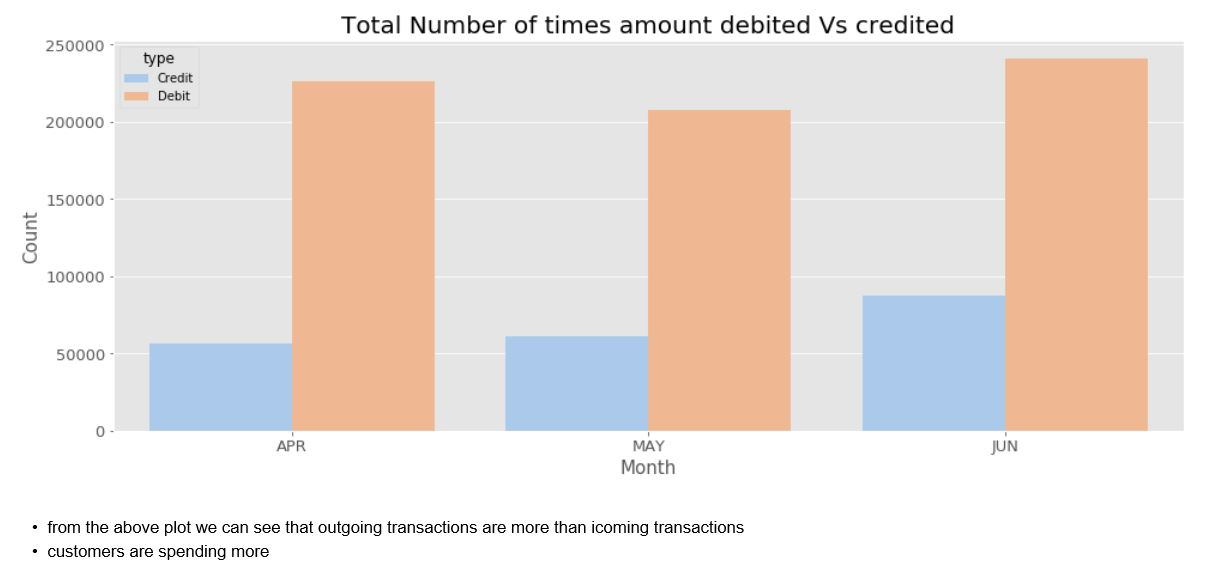 Total Number of times amount debited Vs credited
250000
200000
150000
100000
50000
0
Count
type
Credit
Debit
APR
MAY
JUN
Month
• from the above plot we can see that outgoing transactions are more than icoming transactions
• customers are spending more